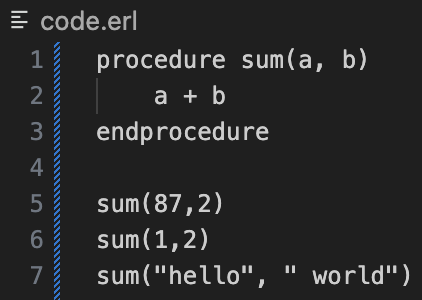 code.erl
1 procedure sum(a, b)
2     a + b
3 endprocedure
4
5 sum(87,2)
6 sum(1,2)
7 sum("hello", " world")